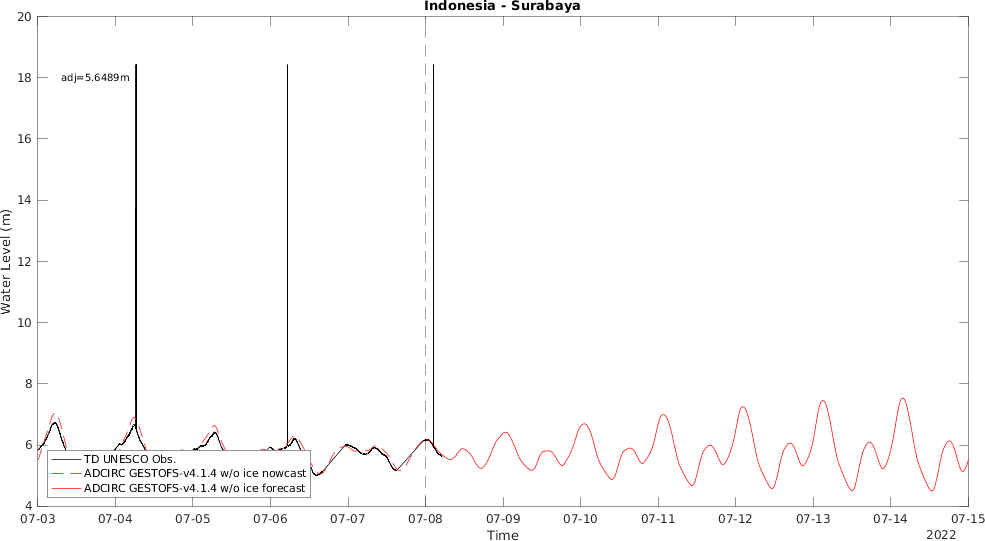 Indonesia - Surabaya
20
18
16
14
12
10
8
6
4
Water Level (m)
adj=5.6489m
TD UNESCO Obs.
ADCIRC GESTOFS-v4.1.4 w/o ice nowcast
ADCIRC GESTOFS-v4.1.4 w/o ice forecast
07-03 07-04 07-05 07-06 07-07 07-08 07-09 07-10 07-11 07-12 07-13 07-14 07-15
Time
2022